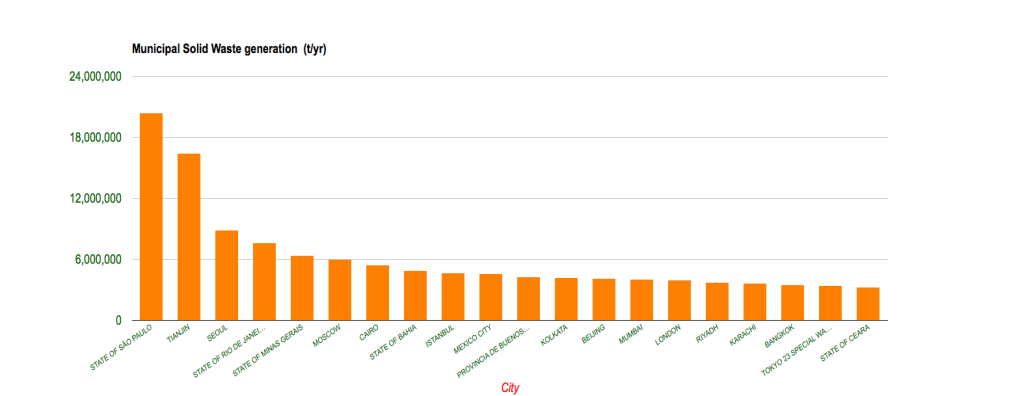 Municipal Solid Waste generation (t/yr)
24,000,000
18,000,000
12,000,000
6,000,000
0
STATE OF SÃO PAULO
TIANJIN
SEOUL
STATE OF RIO DE JANEI...
STATE OF MINAS GERAIS
MOSCOW
CAIRO
STATE OF BAHIA
ISTANBUL
MEXICO CITY
PROVINCIA DE BUENOS...
KOLKATA
BEIJING
MUMBAI
LONDON
RIYADH
KARACHI
BANGKOK
TOKYO 23 SPECIAL WA...
STATE OF CEARA
City